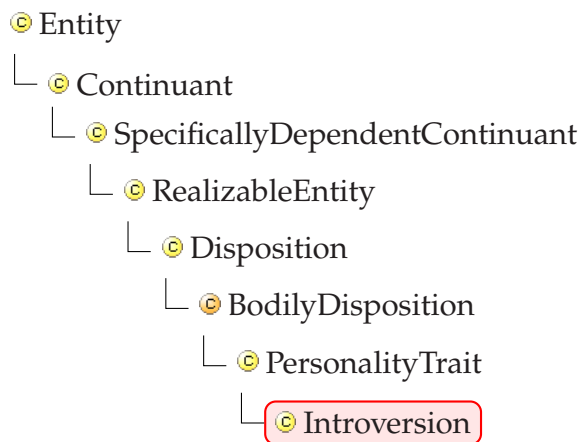 Entity
Continuant
SpecificallyDependentContinuant
RealizableEntity
Disposition
BodilyDisposition
PersonalityTrait
Introversion